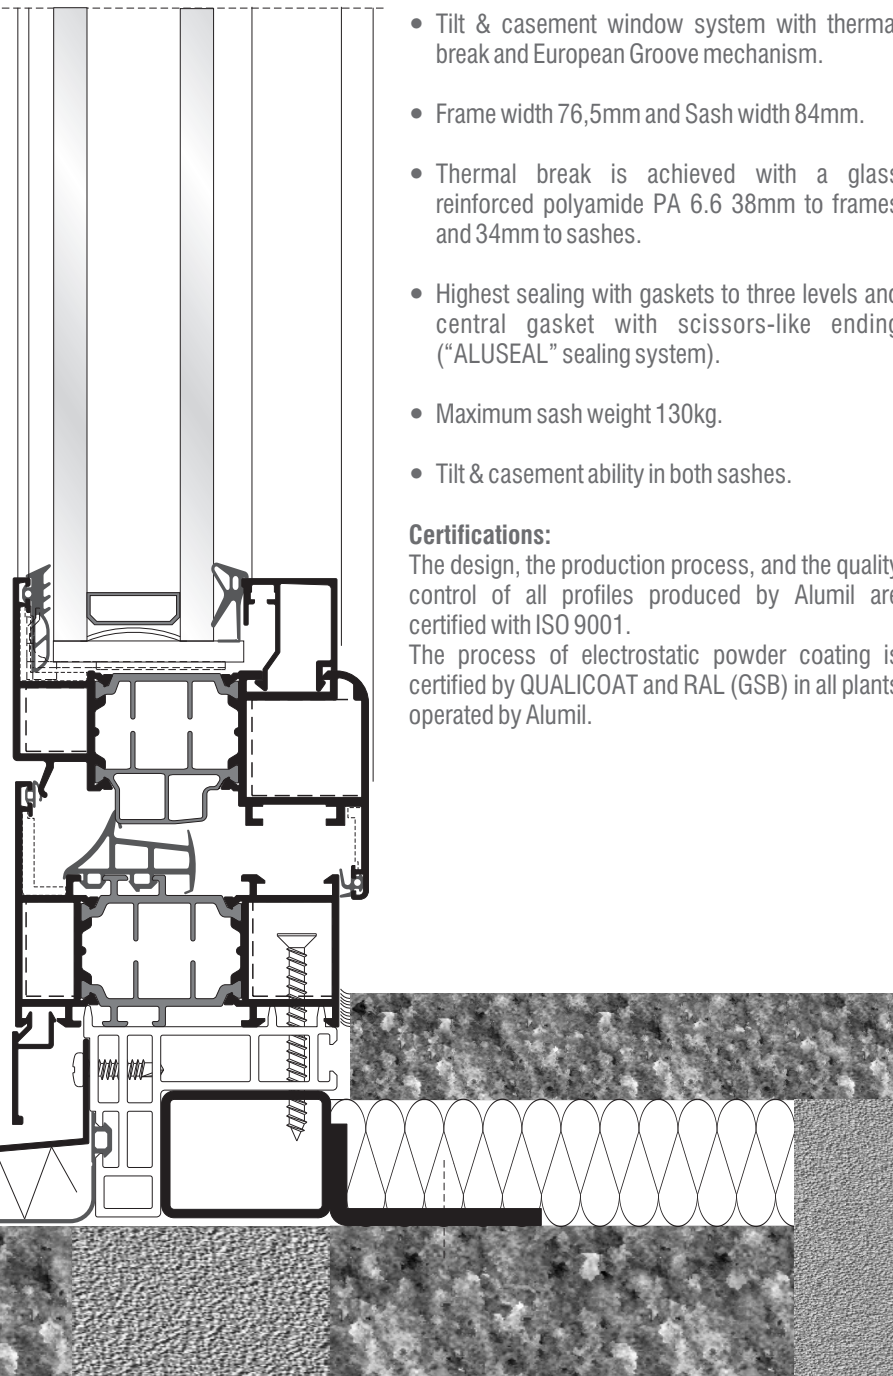 • Tilt & casement window system with therma
break and European Groove mechanism.
• Frame width 76,5mm and Sash width 84mm.
• Thermal break is achieved with a glass
reinforced polyamide PA 6.6 38mm to frames
and 34mm to sashes.
• Highest sealing with gaskets to three levels and
central gasket with scissors-like ending
(“ALUSEAL” sealing system).
• Maximum sash weight 130kg.
• Tilt & casement ability in both sashes.
Certifications:
The design, the production process, and the quality
control of all profiles produced by Alumil are
certified with ISO 9001.
The process of electrostatic powder coating is
certified by QUALICOAT and RAL (GSB) in all plants
operated by Alumil.